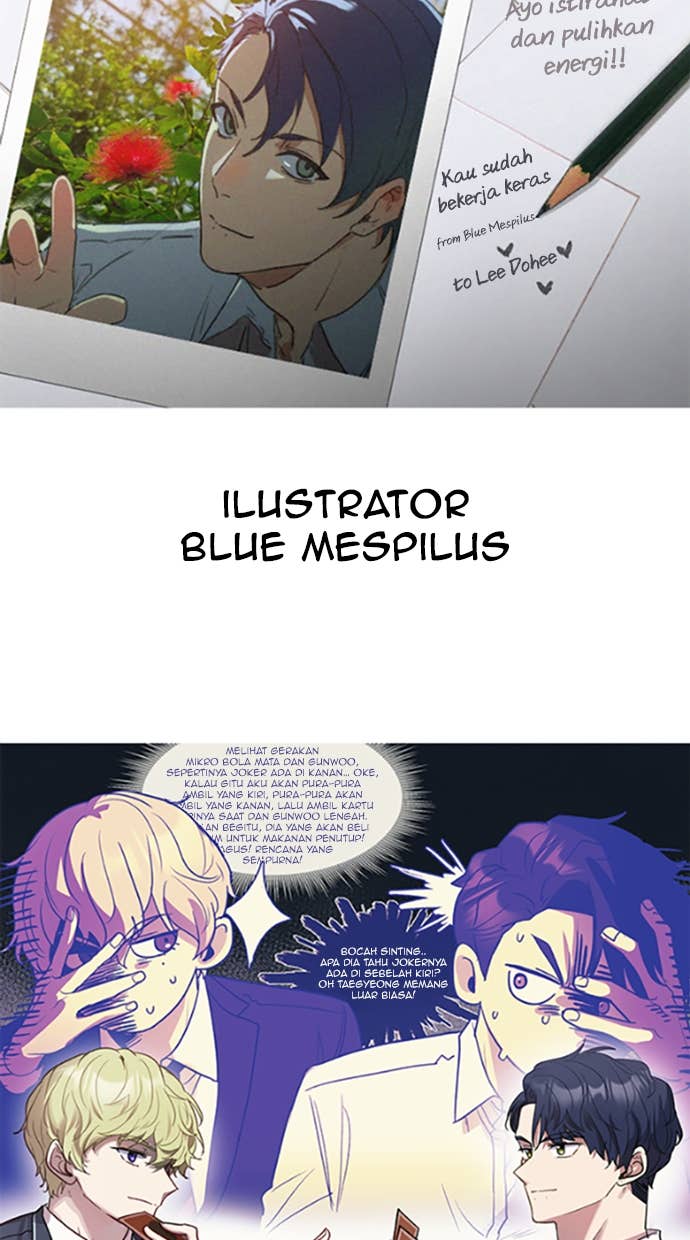 Ayo
dan pulihkan
energi!!
Kau sudah
bekerja keras
from Blue Mespilus
to Lee Dohee
ILUSTRATOR
BLUE MESPILUS
MELIHAT GERAKAN
MIKRO BOLA MATA DAN GUNWOO,
SEPERTINYA JOKER ADA DI KANAN... OKE,
KALAU GITU AKU AKAN PURA-PURA
AMBIL YANG KIRI, PURA-PURA AKAN
AMBIL YANG KANAN, LALU AMBIL KARTU
SAAT DAN GUNWOO LENGAH.
BEGITU, DIA YANG AKAN BELI
UNTUK MAKANAN PENUTUP!
RENCANA YANG
SEMPURNA!
BOCAH SINTING..
APA DIA TAHU JOKERNYA
ADA DI SEBELAH KIRI?
OH TAEGYEONG MEMANG
LUAR BIASA!